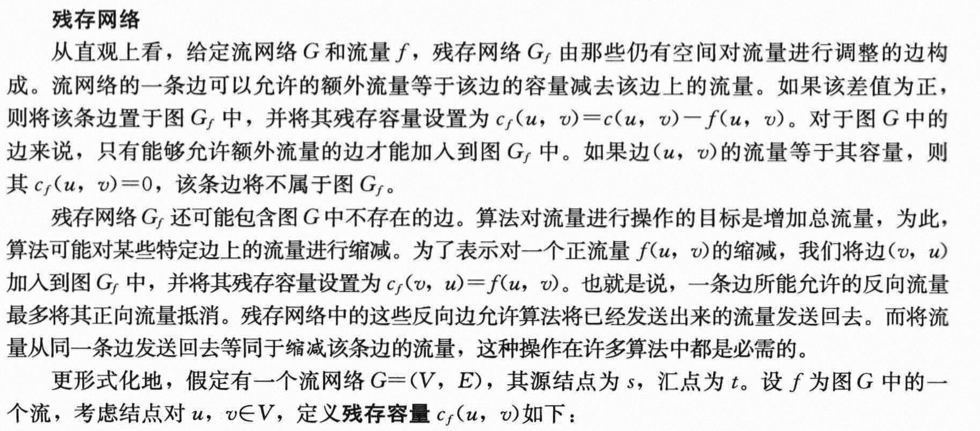 残存网络
从直观上看，给定流网络 G 和流量 f，残存网络 Gf 由那些仍有空间对流量进行调整的边构
成。流网络的一条边可以允许的额外流量等于该边的容量减去该边上的流量。如果该差值为正，
则将该条边置于图 Gf 中，并将其残存容量设置为 cf(u，v)=c(u，v)−f(u，v)。对于图 G 中的
边来说，只有能够允许额外流量的边才能加入到图 Gf 中。如果边(u，v)的流量等于其容量，则
其 cf(u，v)=0，该条边将不属于图 Gf。
残存网络 Gf 还可能包含图 G 中不存在的边。算法对流量进行操作的目标是增加总流量，为此，
算法可能对某些特定边上的流量进行缩减。为了表示对一个正流量 f(u，v)的缩减，我们将边(v，u)
加入到图 Gf 中，并将其残存容量设置为 cf(v，u)=f(u，v)。也就是说，一条边所能允许的反向流量
最多将其正向流量抵消。残存网络中的这些反向边允许算法将已经发送出来的流量发送回去。而将流
量从同一条边发送回去等同于缩减该条边的流量，这种操作在许多算法中都是必需的。
更形式化地，假定有一个流网络 G=(V，E)，其源结点为 s，汇点为 t。设 f 为图 G 中的一
个流，考虑结点对 u，v∈V，定义残存容量 cf(u，v)如下：